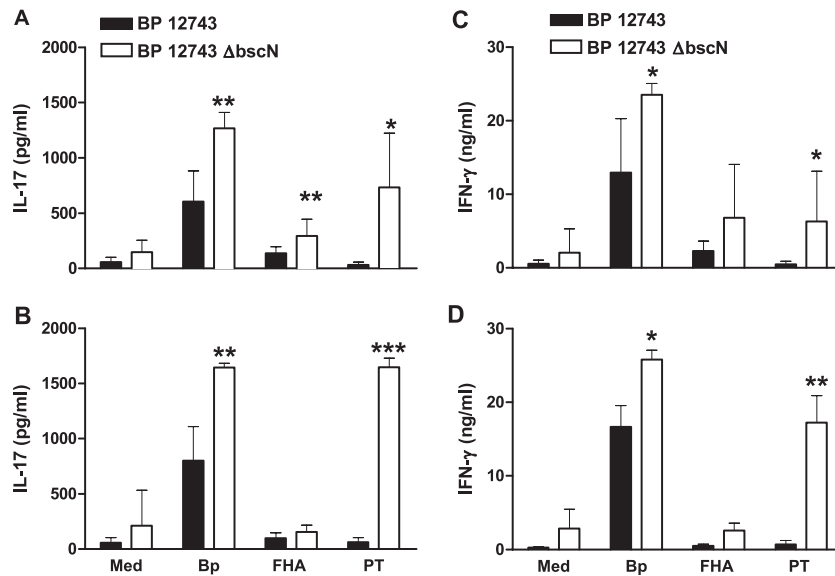 A
BP 12743
BP 12743 ΔbscN
IL-17 (pg/ml)
2000
1500
1000
500
0
**
**
*
B
IL-17 (pg/ml)
2000
1500
1000
500
0
**
***
Med Bp FHA PT
C
BP 12743
BP 12743 ΔbscN
IFN-γ (ng/ml)
30
20
10
0
*
*
D
IFN-γ (ng/ml)
30
20
10
0
*
**
Med Bp FHA PT